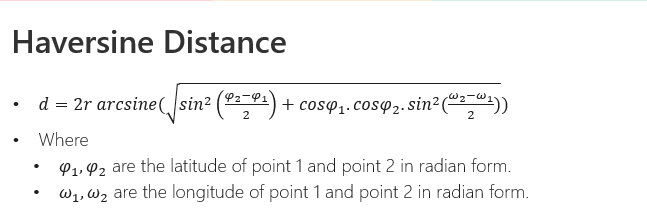 Haversine Distance
• d = 2r arcsine(√sin² ((φ₂−φ₁)/2) + cosφ₁.cosφ₂.sin²((ω₂−ω₁)/2))
• Where
• φ₁,φ₂ are the latitude of point 1 and point 2 in radian form.
• ω₁,ω₂ are the longitude of point 1 and point 2 in radian form.